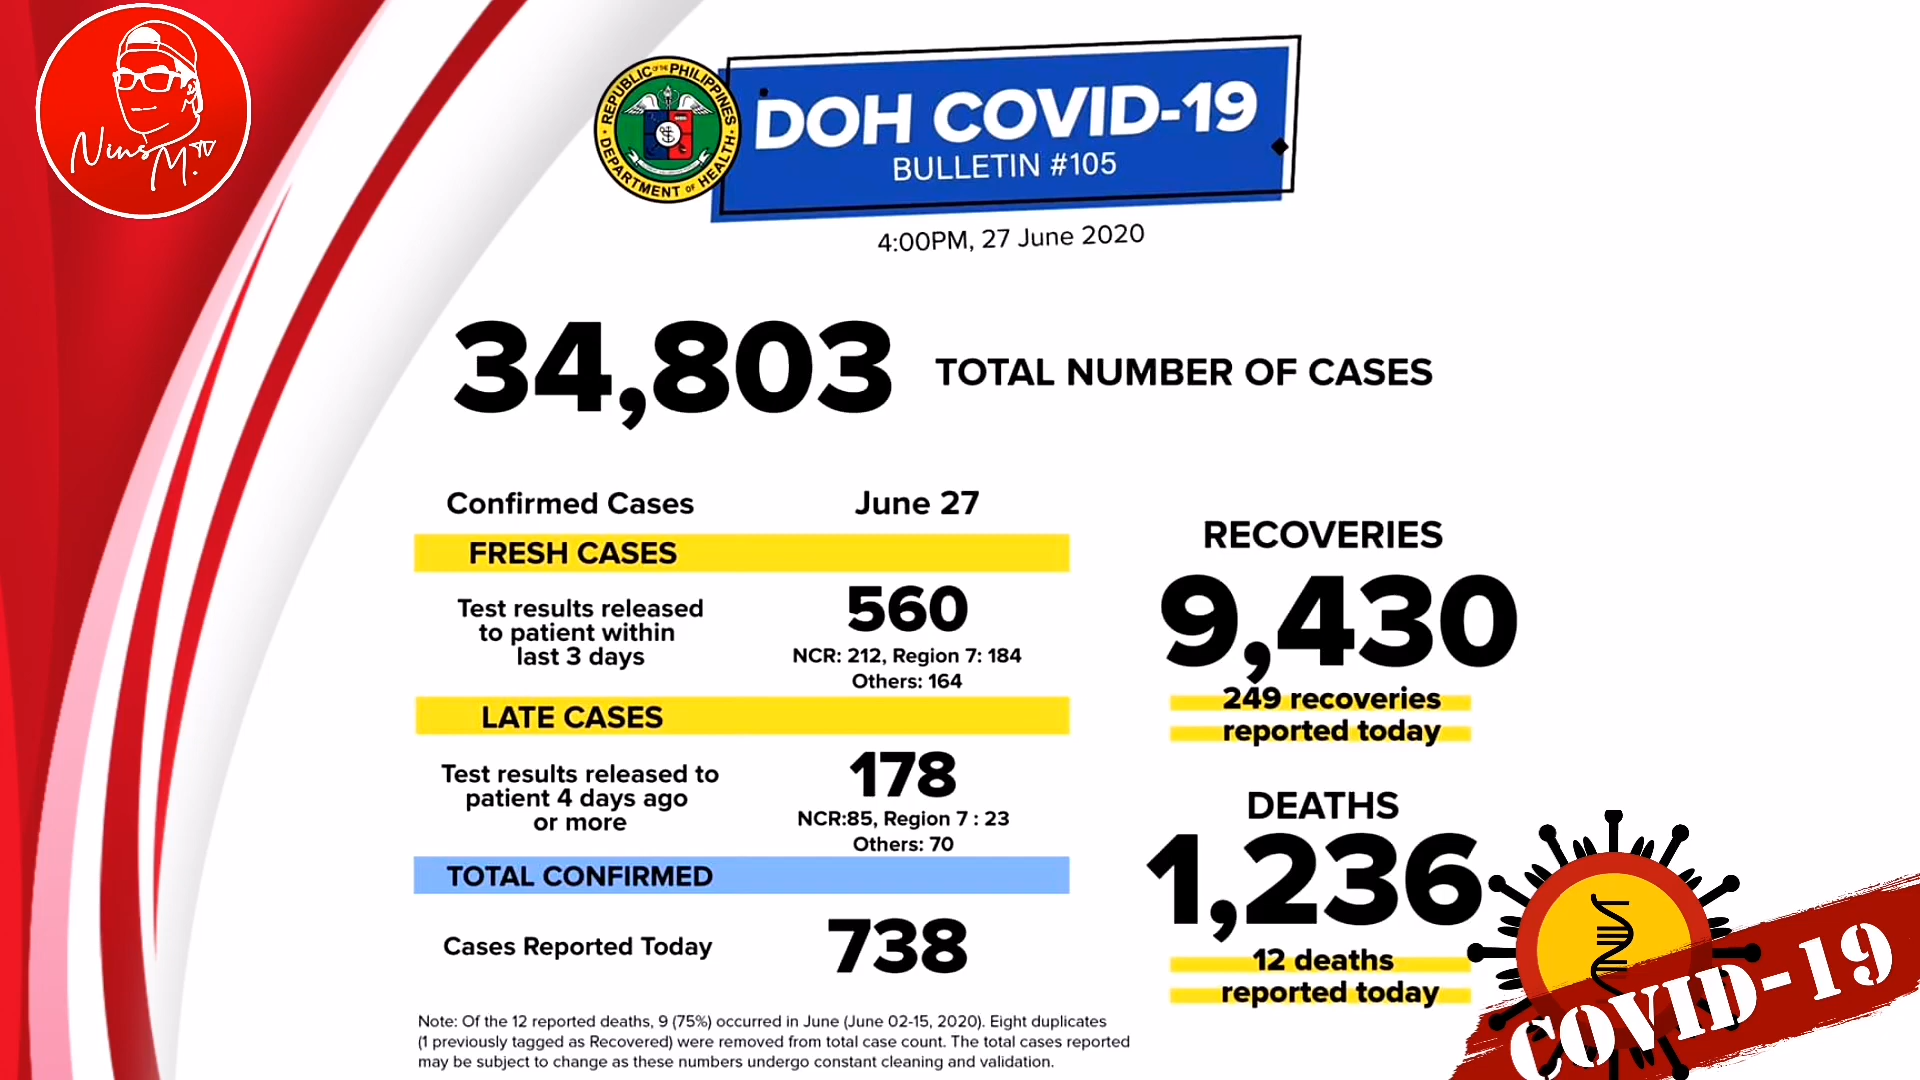 Nins
M. TV
REPUBLIC OF THE PHILIPPINES
DEPARTMENT OF HEALTH
DOH COVID-19
BULLETIN #105
4:00PM, 27 June 2020
34,803 TOTAL NUMBER OF CASES
Confirmed Cases June 27
FRESH CASES
Test results released
to patient within
last 3 days
560
NCR: 212, Region 7: 184
Others: 164
LATE CASES
Test results released to
patient 4 days ago
or more
178
NCR:85, Region 7 : 23
Others: 70
TOTAL CONFIRMED
Cases Reported Today
738
RECOVERIES
9,430
249 recoveries
reported today
DEATHS
1,236
12 deaths
reported today
Note: Of the 12 reported deaths, 9 (75%) occurred in June (June 02-15, 2020). Eight duplicates
(1 previously tagged as Recovered) were removed from total case count. The total cases reported
may be subject to change as these numbers undergo constant cleaning and validation.
COVID-19